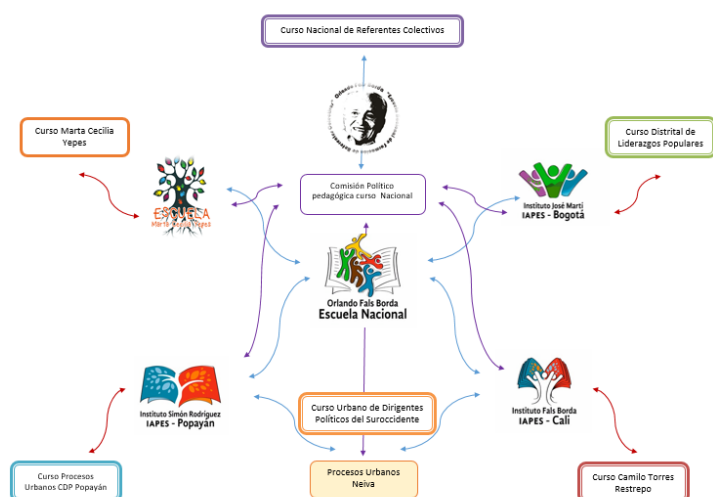 Curso Nacional de Referentes Colectivos
Orlando Fals Borda
Curso Marta Cecilia
Yepes
Curso Distrital de
Liderazgos Populares
Comisión Político
pedagógica curso Nacional
ESCUELA
Marta Cecilia Yepes
Instituto José Martí
IAPES - Bogotá
Orlando Fals Borda
Escuela Nacional
Instituto Simón Rodríguez
IAPES - Popayán
Curso Urbano de Dirigentes
Políticos del Suroccidente
Instituto Fals Borda
IAPES - Cali
Procesos Urbanos
Neiva
Curso Procesos
Urbanos CDP Popayán
Curso Camilo Torres
Restrepo